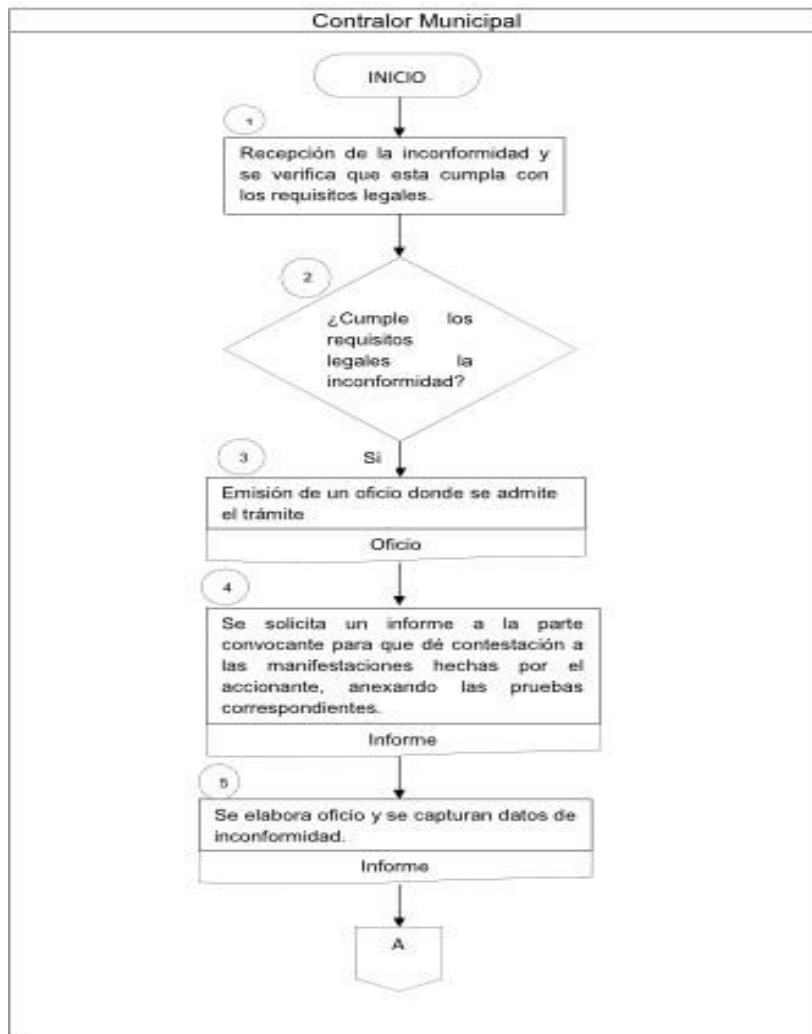 Contralor Municipal
INICIO
1
Recepción de la inconformidad y
se verifica que esta cumpla con
los requisitos legales.
2
¿Cumple los
requisitos
legales la
inconformidad?
3
Si
Emisión de un oficio donde se admite
el trámite
Oficio
4
Se solicita un informe a la parte
convocante para que dé contestación a
las manifestaciones hechas por el
accionante, anexando las pruebas
correspondientes.
Informe
5
Se elabora oficio y se capturan datos de
inconformidad.
Informe
A